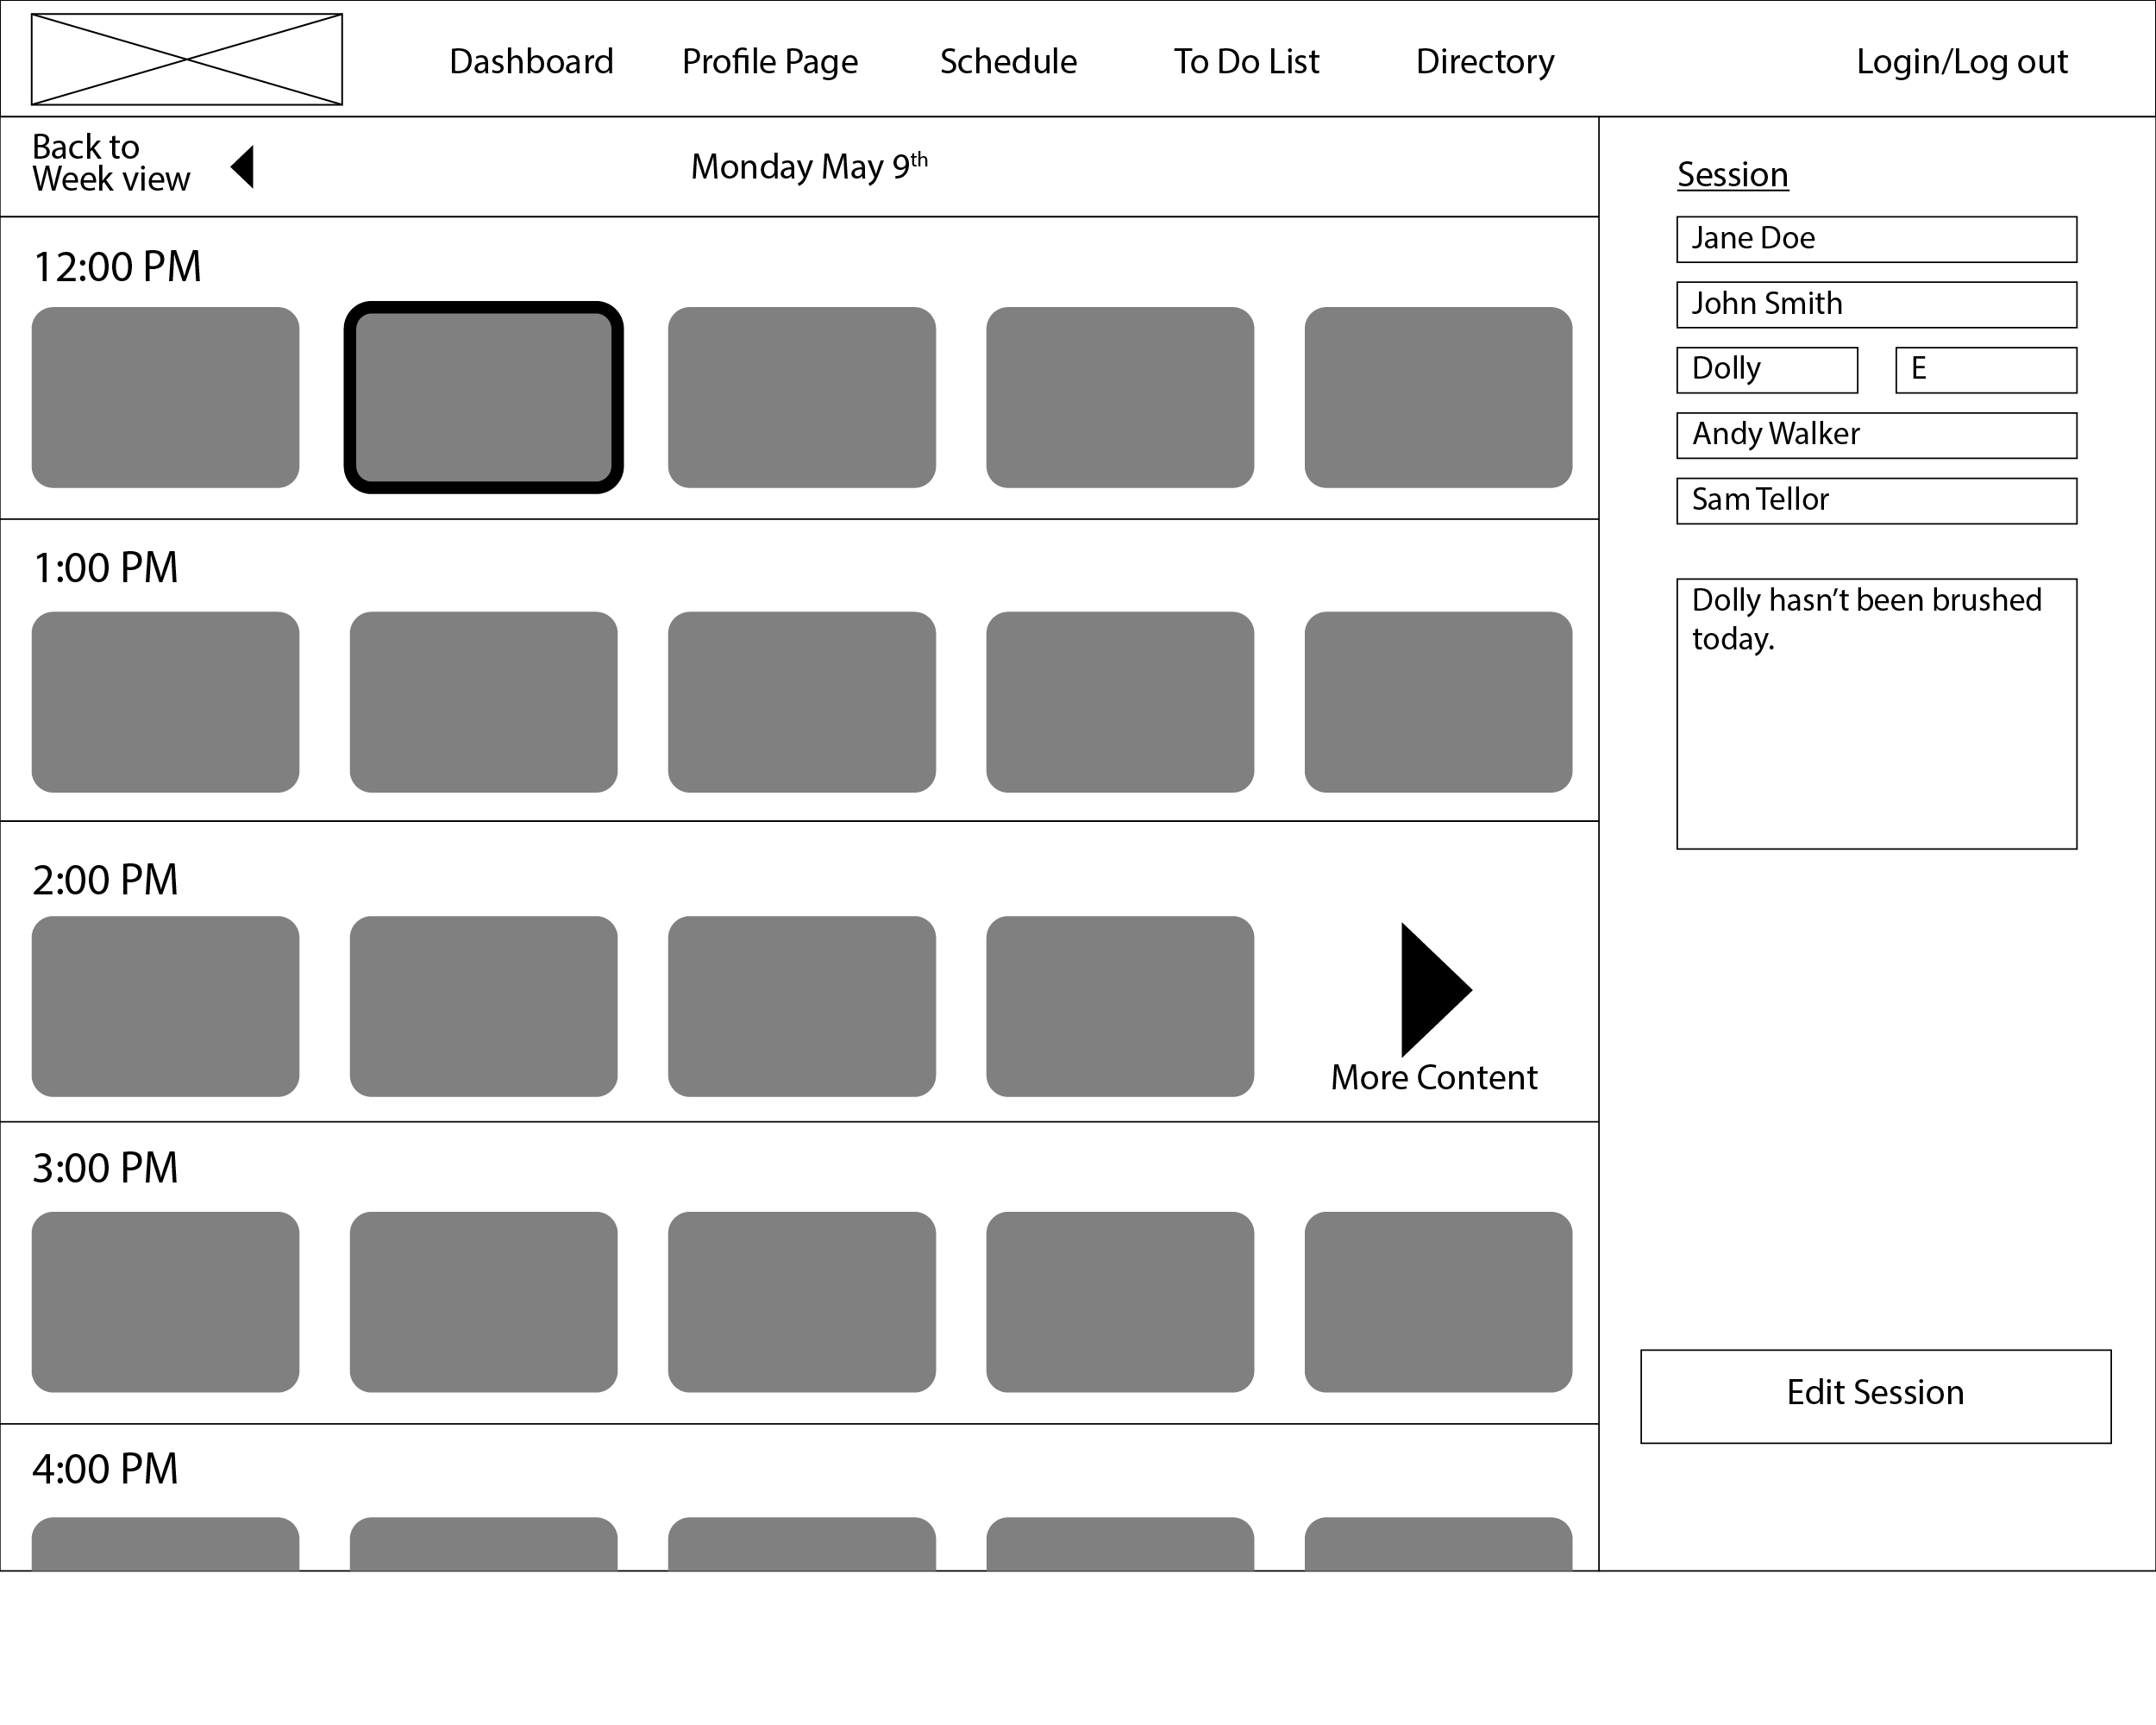 Dashboard Profile Page Schedule To Do List Directory Login/Log out
Back to
Week view
Monday May 9th
12:00 PM
1:00 PM
2:00 PM
More Content
3:00 PM
4:00 PM
Session
Jane Doe
John Smith
Dolly E
Andy Walker
Sam Tellor
Dolly hasn't been brushed
today.
Edit Session